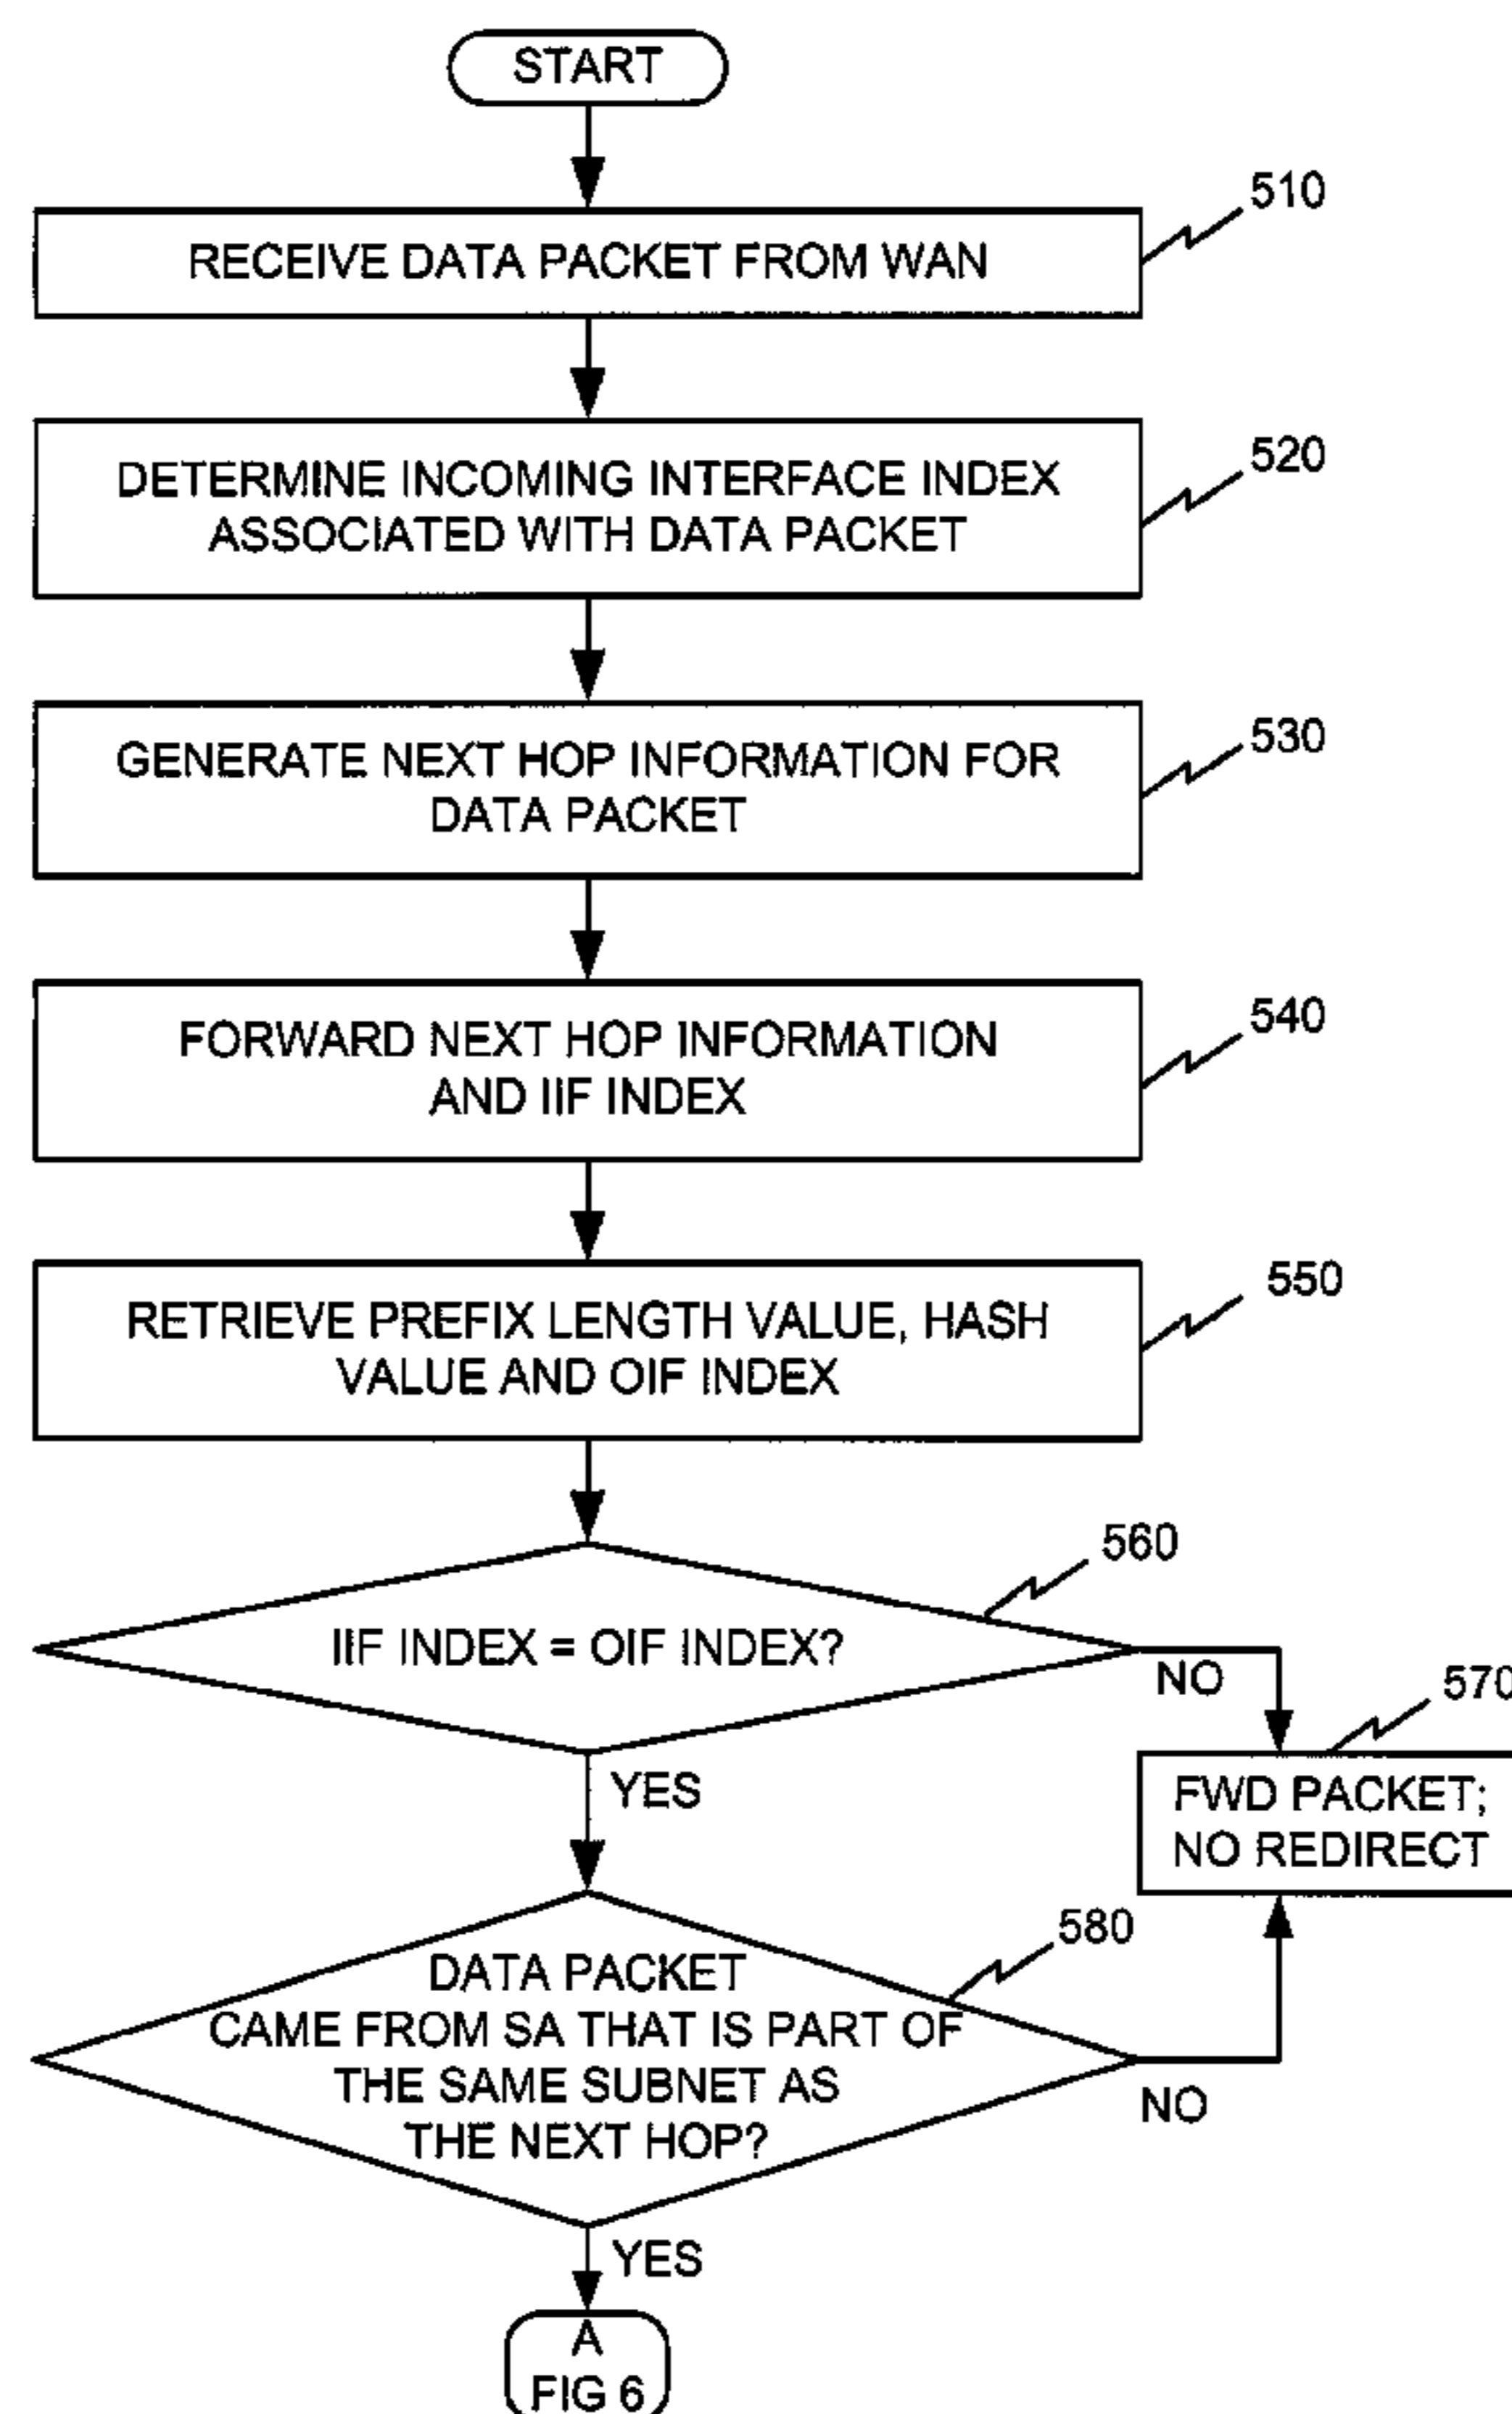 START
510
RECEIVE DATA PACKET FROM WAN
520
DETERMINE INCOMING INTERFACE INDEX
ASSOCIATED WITH DATA PACKET
530
GENERATE NEXT HOP INFORMATION FOR
DATA PACKET
540
FORWARD NEXT HOP INFORMATION
AND IIF INDEX
550
RETRIEVE PREFIX LENGTH VALUE, HASH
VALUE AND OIF INDEX
560
IIF INDEX = OIF INDEX?
NO
570
YES
FWD PACKET;
NO REDIRECT
580
DATA PACKET
CAME FROM SA THAT IS PART OF
THE SAME SUBNET AS
THE NEXT HOP?
NO
YES
A
FIG 6